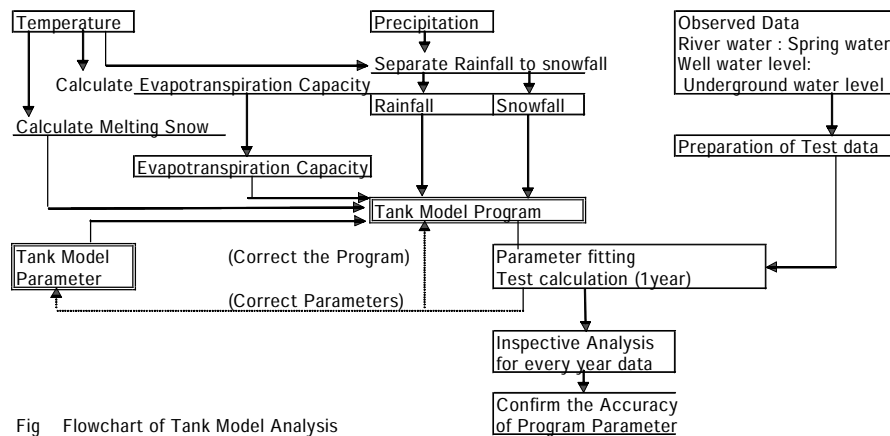 Temperature
Precipitation
Observed Data
River water : Spring water
Well water level:
Underground water level
Separate Rainfall to snowfall
Calculate Evapotranspiration Capacity
Rainfall
Snowfall
Calculate Melting Snow
Preparation of Test data
Evapotranspiration Capacity
Tank Model Program
Tank Model
Parameter
(Correct the Program)
(Correct Parameters)
Parameter fitting
Test calculation (1year)
Inspective Analysis
for every year data
Confirm the Accuracy
of Program Parameter
Fig Flowchart of Tank Model Analysis